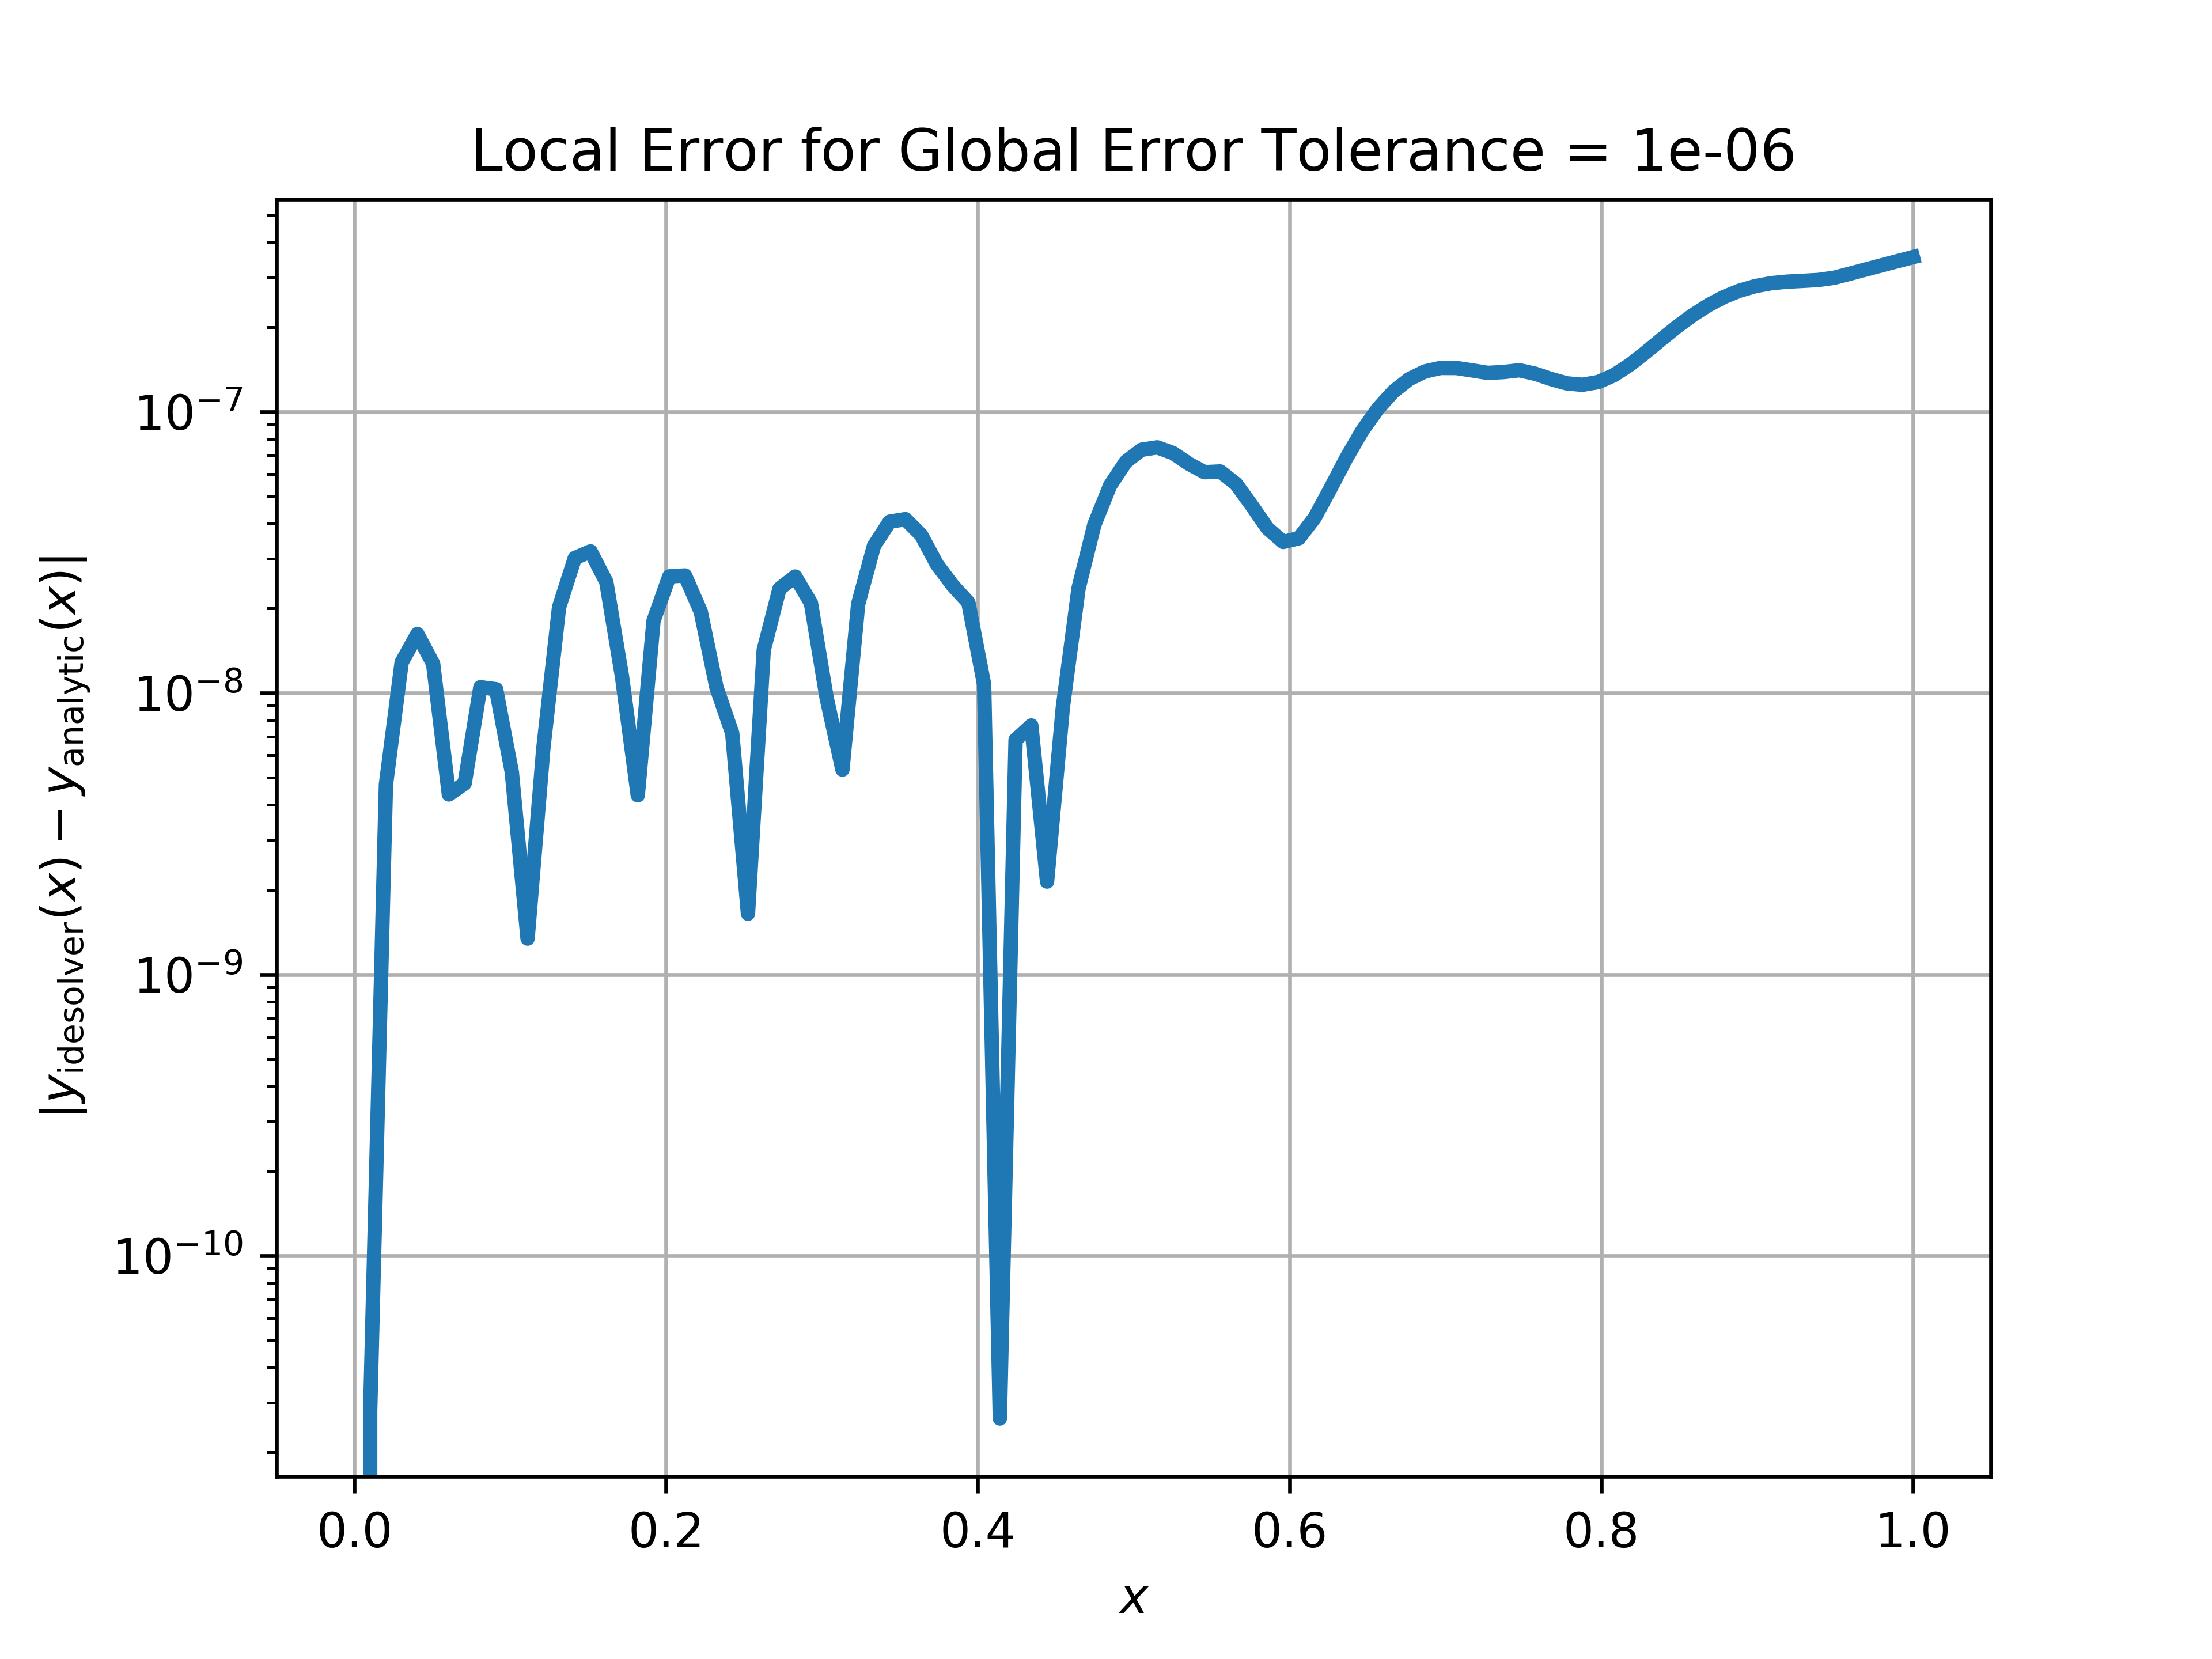 Local Error for Global Error Tolerance = 1e-06
|y_idesolver(x) − y_analytic(x)|
10⁻⁷
10⁻⁸
10⁻⁹
10⁻¹⁰
0.0 0.2 0.4 0.6 0.8 1.0
x